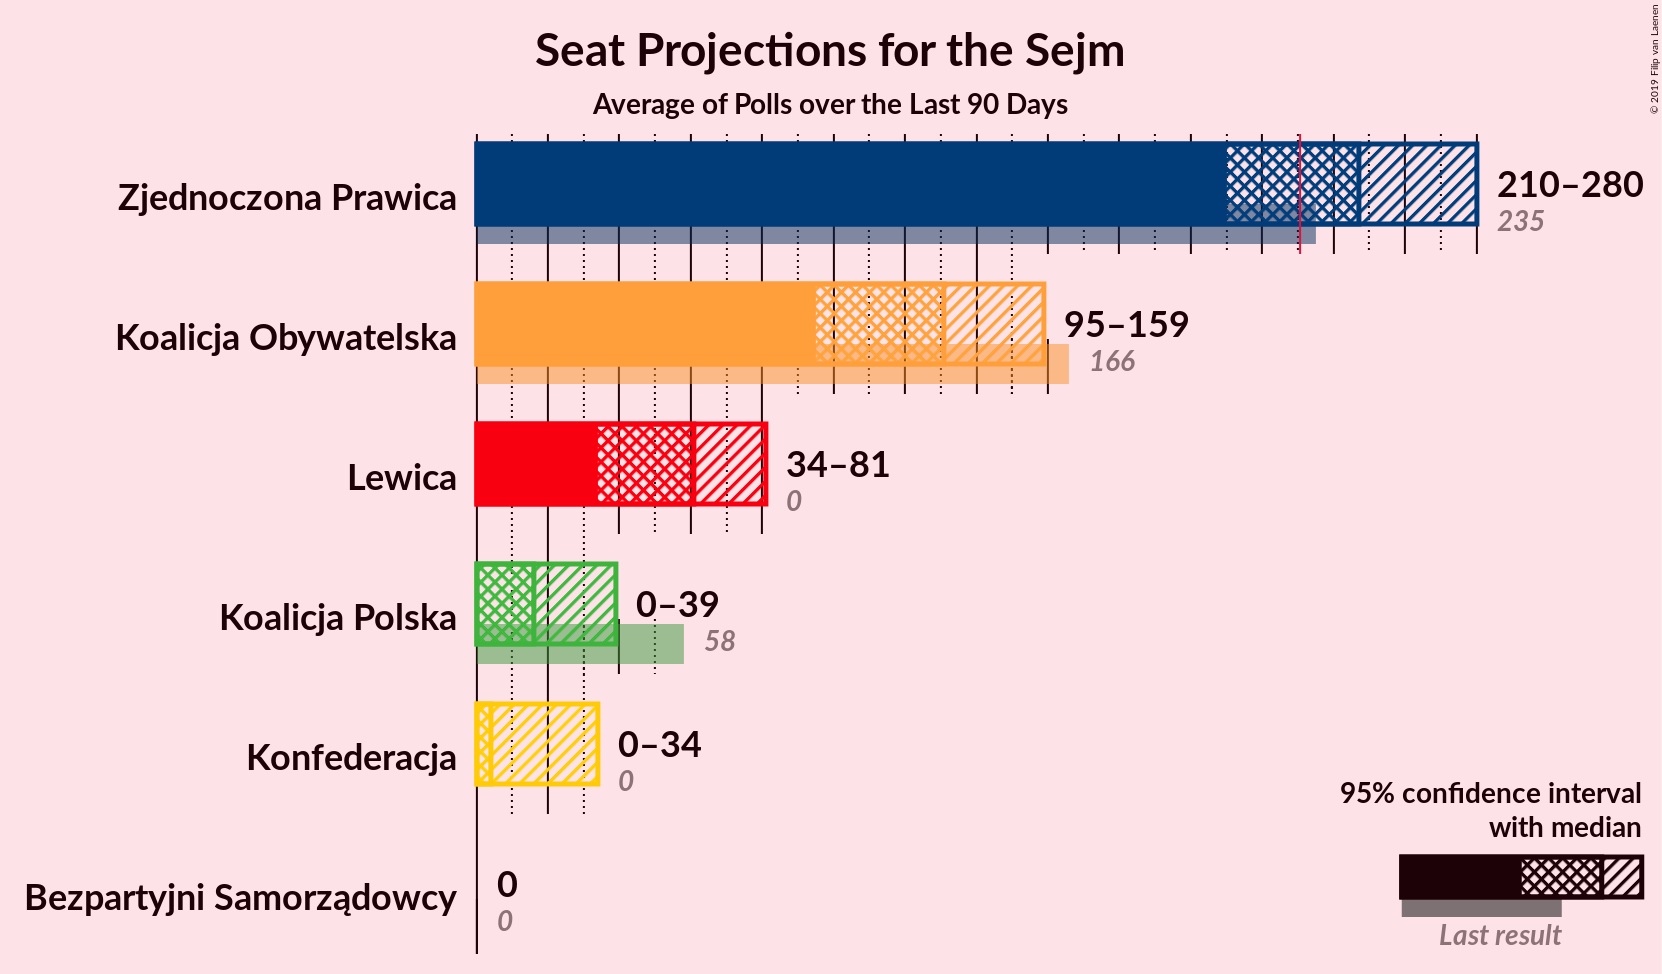 Seat Projections for the Sejm
Average of Polls over the Last 90 Days
© 2019 Filip van Laenen
Zjednoczona Prawica
210–280
235
Koalicja Obywatelska
95–159
166
Lewica
34–81
0
Koalicja Polska
0–39
58
Konfederacja
0–34
0
Bezpartyjni Samorządowcy
0
0
95% confidence interval
with median
Last result